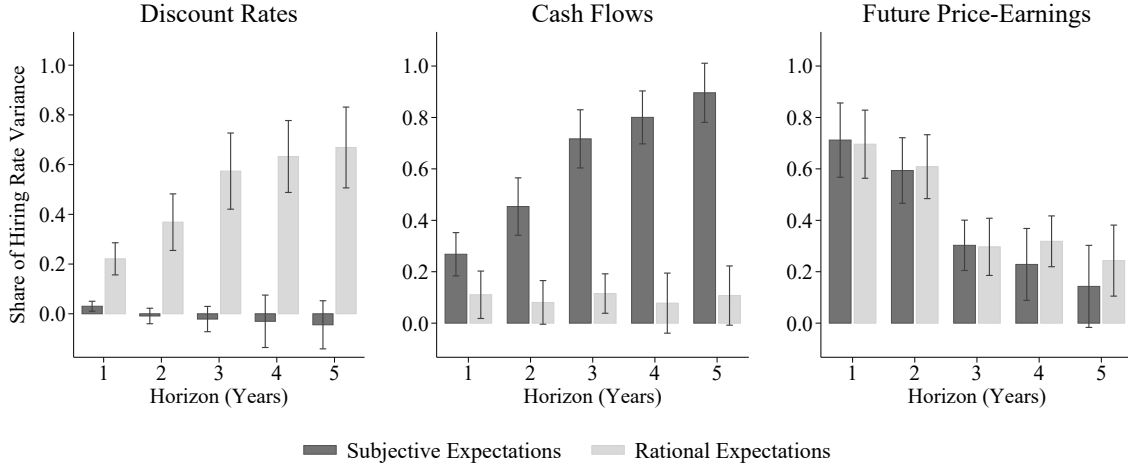 Discount Rates
Cash Flows
Future Price-Earnings
Share of Hiring Rate Variance
1.0
0.8
0.6
0.4
0.2
0.0
1 2 3 4 5
Horizon (Years)
1.0
0.8
0.6
0.4
0.2
0.0
1 2 3 4 5
Horizon (Years)
1.0
0.8
0.6
0.4
0.2
0.0
1 2 3 4 5
Horizon (Years)
Subjective Expectations
Rational Expectations